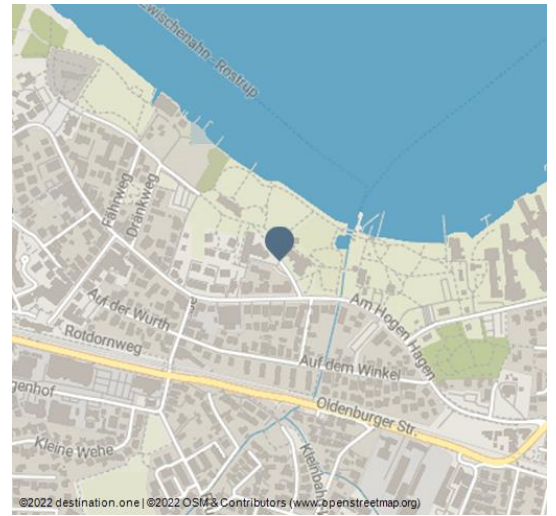 Zwischenahn - Rostrup
Fährweg
Dränkweg
Auf der Wurth
Rotdornweg
Am Hogen Hagen
Auf dem Winkel
Oldenburger Str.
Kleine Wehe
©2022 destination.one | ©2022 OSM & Contributors (www.openstreetmap.org)